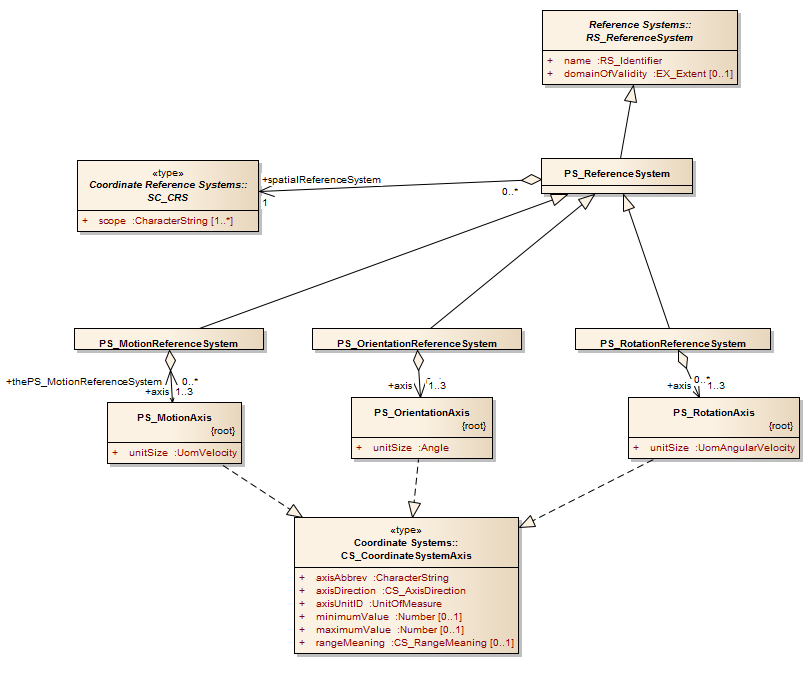 Reference Systems::
RS_ReferenceSystem
+ name :RS_Identifier
+ domainOfValidity :EX_Extent [0..1]
«type»
Coordinate Reference Systems::
SC_CRS
+ scope :CharacterString [1..*]
+spatialReferenceSystem
1
0..*
PS_ReferenceSystem
PS_MotionReferenceSystem
PS_OrientationReferenceSystem
PS_RotationReferenceSystem
+thePS_MotionReferenceSystem
0..*
+axis
1..3
+axis
1..3
0..*
+axis
1..3
PS_MotionAxis
{root}
+ unitSize :UomVelocity
PS_OrientationAxis
{root}
+ unitSize :Angle
PS_RotationAxis
{root}
+ unitSize :UomAngularVelocity
«type»
Coordinate Systems::
CS_CoordinateSystemAxis
+ axisAbbrev :CharacterString
+ axisDirection :CS_AxisDirection
+ axisUnitID :UnitOfMeasure
+ minimumValue :Number [0..1]
+ maximumValue :Number [0..1]
+ rangeMeaning :CS_RangeMeaning [0..1]